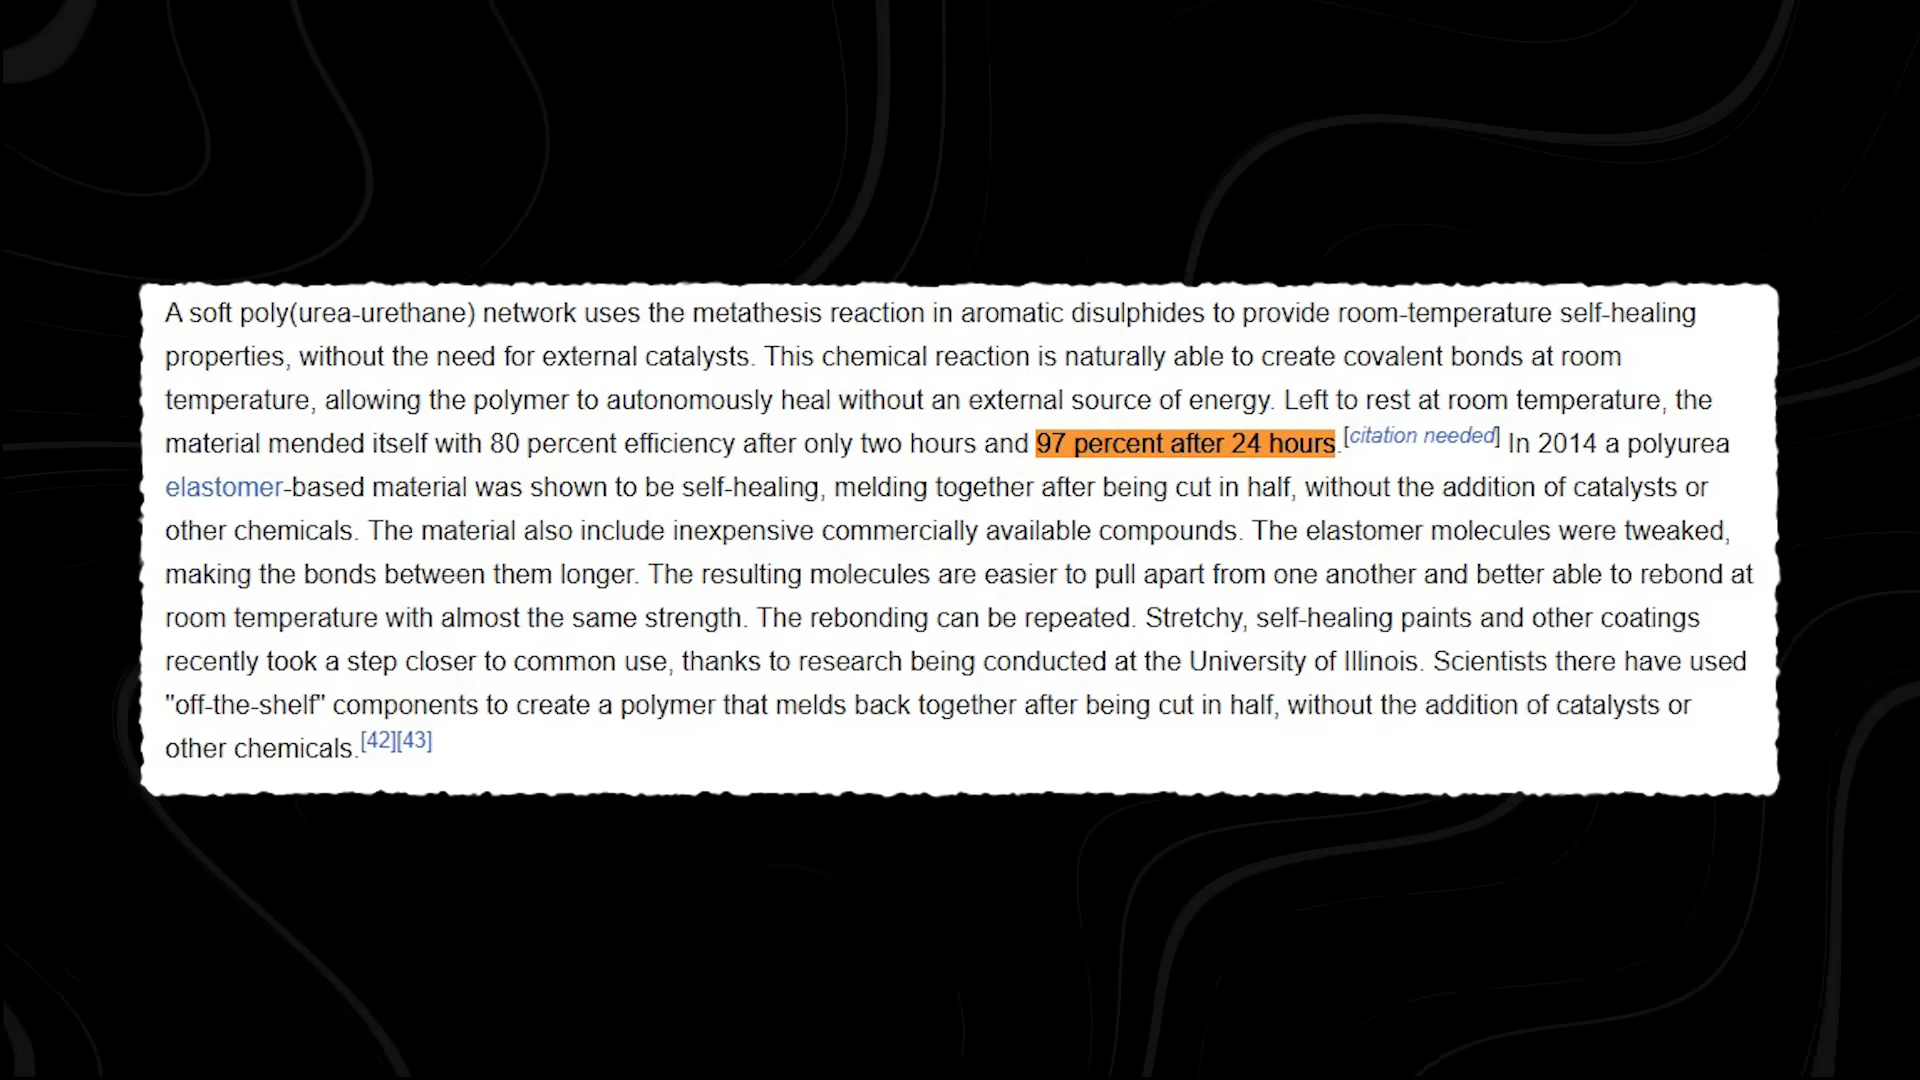 A soft poly(urea-urethane) network uses the metathesis reaction in aromatic disulphides to provide room-temperature self-healing
properties, without the need for external catalysts. This chemical reaction is naturally able to create covalent bonds at room
temperature, allowing the polymer to autonomously heal without an external source of energy. Left to rest at room temperature, the
material mended itself with 80 percent efficiency after only two hours and 97 percent after 24 hours.[citation needed] In 2014 a polyurea
elastomer-based material was shown to be self-healing, melding together after being cut in half, without the addition of catalysts or
other chemicals. The material also include inexpensive commercially available compounds. The elastomer molecules were tweaked,
making the bonds between them longer. The resulting molecules are easier to pull apart from one another and better able to rebond at
room temperature with almost the same strength. The rebonding can be repeated. Stretchy, self-healing paints and other coatings
recently took a step closer to common use, thanks to research being conducted at the University of Illinois. Scientists there have used
"off-the-shelf" components to create a polymer that melds back together after being cut in half, without the addition of catalysts or
other chemicals.[42][43]